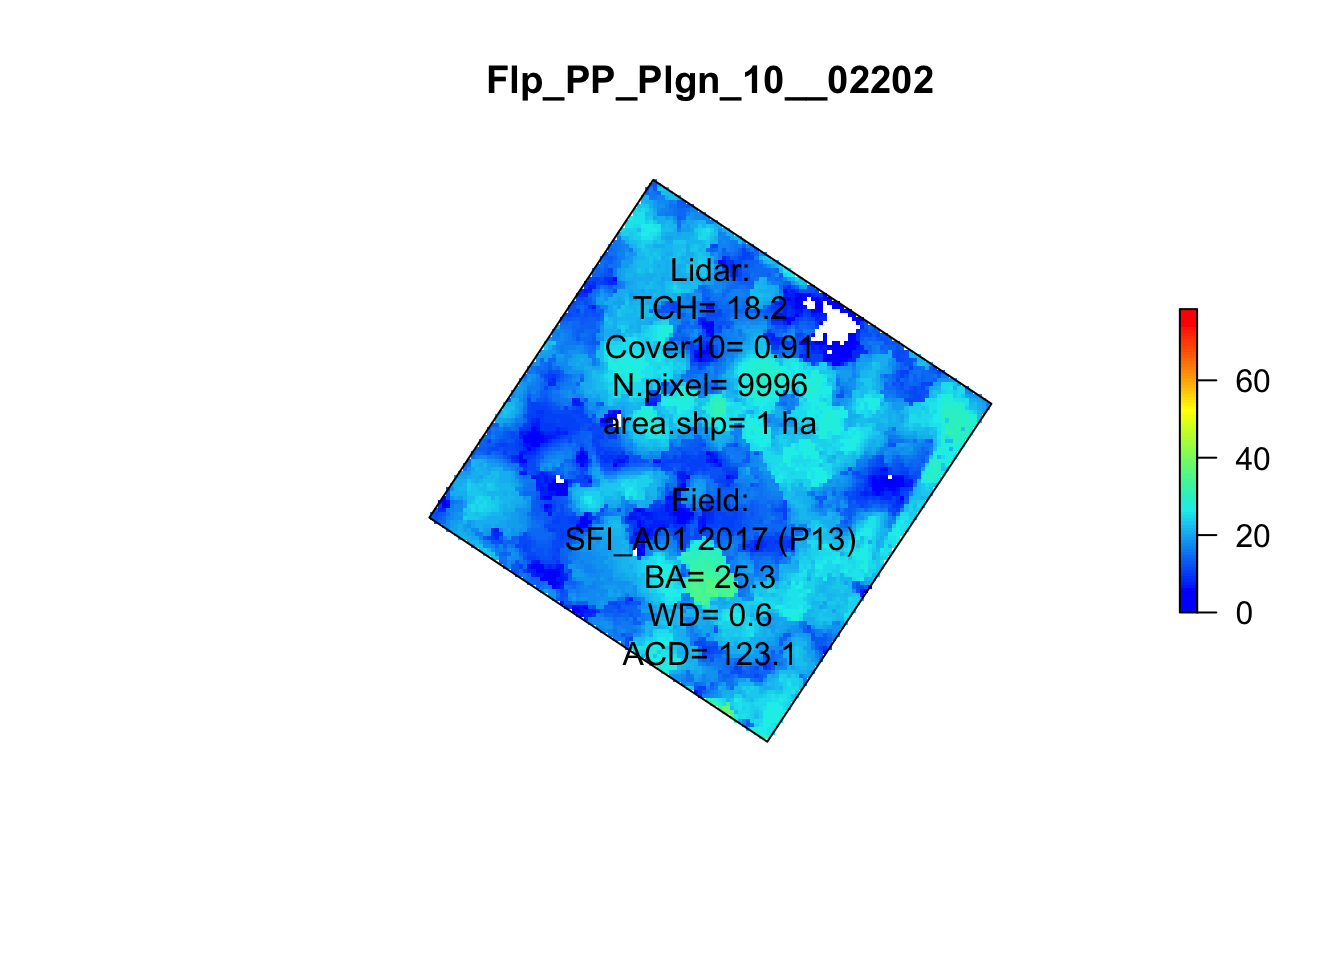 Flp_PP_Plgn_10__02202
Lidar:
TCH= 18.2
Cover10= 0.91
N.pixel= 9996
area.shp= 1 ha
Field:
SFI_A01 2017 (P13)
BA= 25.3
WD= 0.6
ACD= 123.1
60
40
20
0